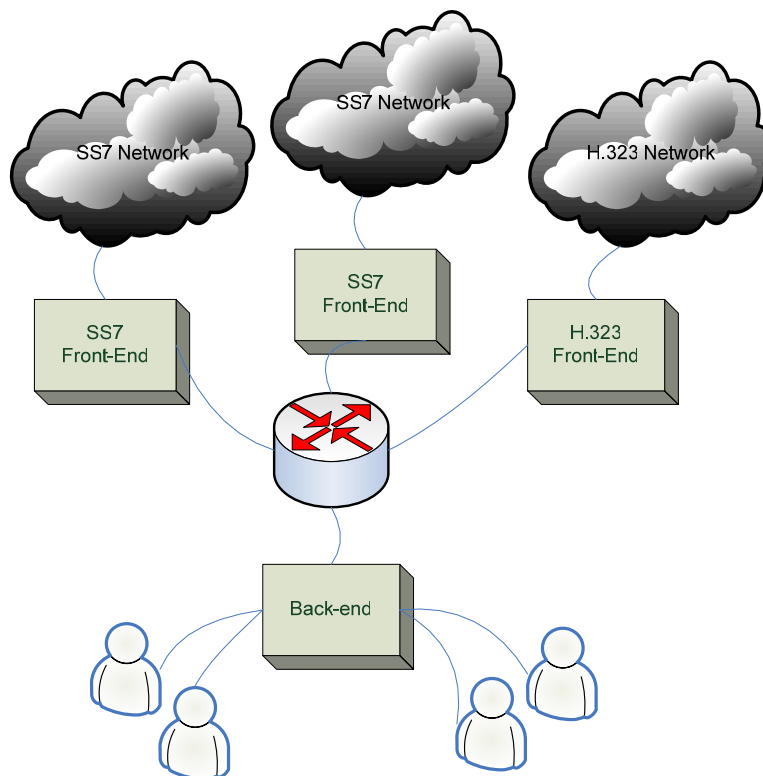 SS7 Network
SS7 Network
H.323 Network
SS7
Front-End
SS7
Front-End
H.323
Front-End
Back-end